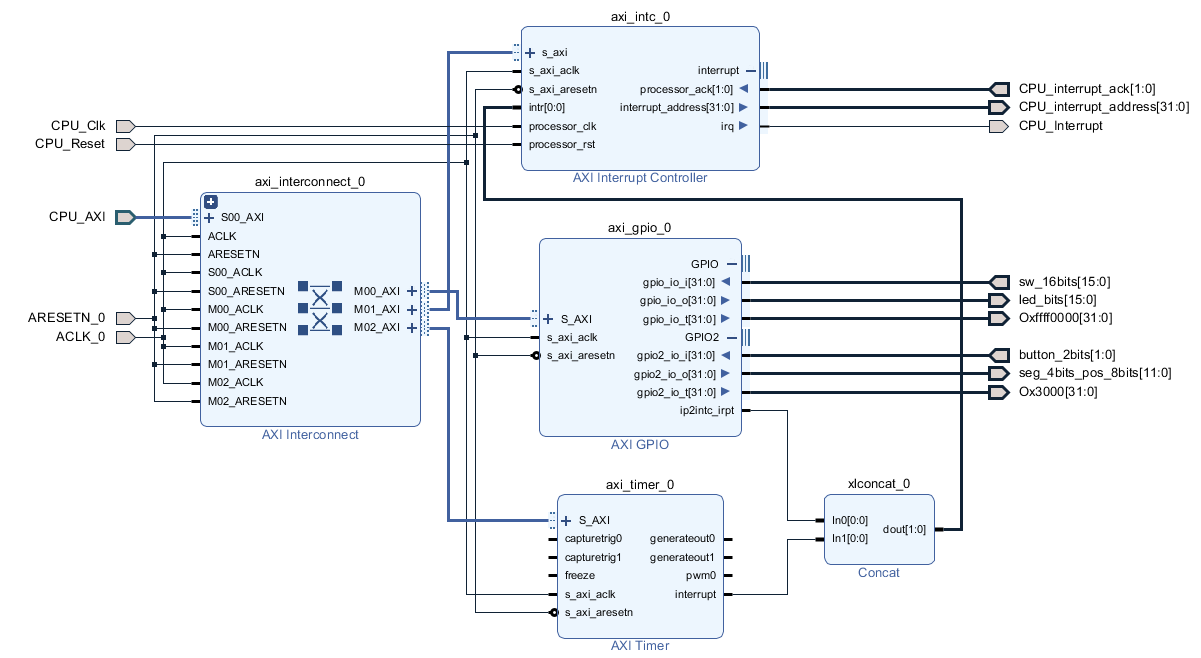 axi_intc_0
s_axi
s_axi_aclk
s_axi_aresetn
intr[0:0]
processor_clk
processor_rst
interrupt
processor_ack[1:0]
interrupt_address[31:0]
irq
AXI Interrupt Controller
CPU_interrupt_ack[1:0]
CPU_interrupt_address[31:0]
CPU_Interrupt
CPU_Clk
CPU_Reset
CPU_AXI
ARESETN_0
ACLK_0
axi_interconnect_0
S00_AXI
ACLK
ARESETN
S00_ACLK
S00_ARESETN
M00_ACLK
M00_ARESETN
M01_ACLK
M01_ARESETN
M02_ACLK
M02_ARESETN
M00_AXI
M01_AXI
M02_AXI
AXI Interconnect
axi_gpio_0
S_AXI
s_axi_aclk
s_axi_aresetn
GPIO
gpio_io_i[31:0]
gpio_io_o[31:0]
gpio_io_t[31:0]
GPIO2
gpio2_io_i[31:0]
gpio2_io_o[31:0]
gpio2_io_t[31:0]
ip2intc_irpt
AXI GPIO
sw_16bits[15:0]
led_bits[15:0]
Oxffff0000[31:0]
button_2bits[1:0]
seg_4bits_pos_8bits[11:0]
Ox3000[31:0]
axi_timer_0
S_AXI
capturetrig0
capturetrig1
freeze
s_axi_aclk
s_axi_aresetn
generateout0
generateout1
pwm0
interrupt
AXI Timer
xlconcat_0
In0[0:0]
In1[0:0]
dout[1:0]
Concat